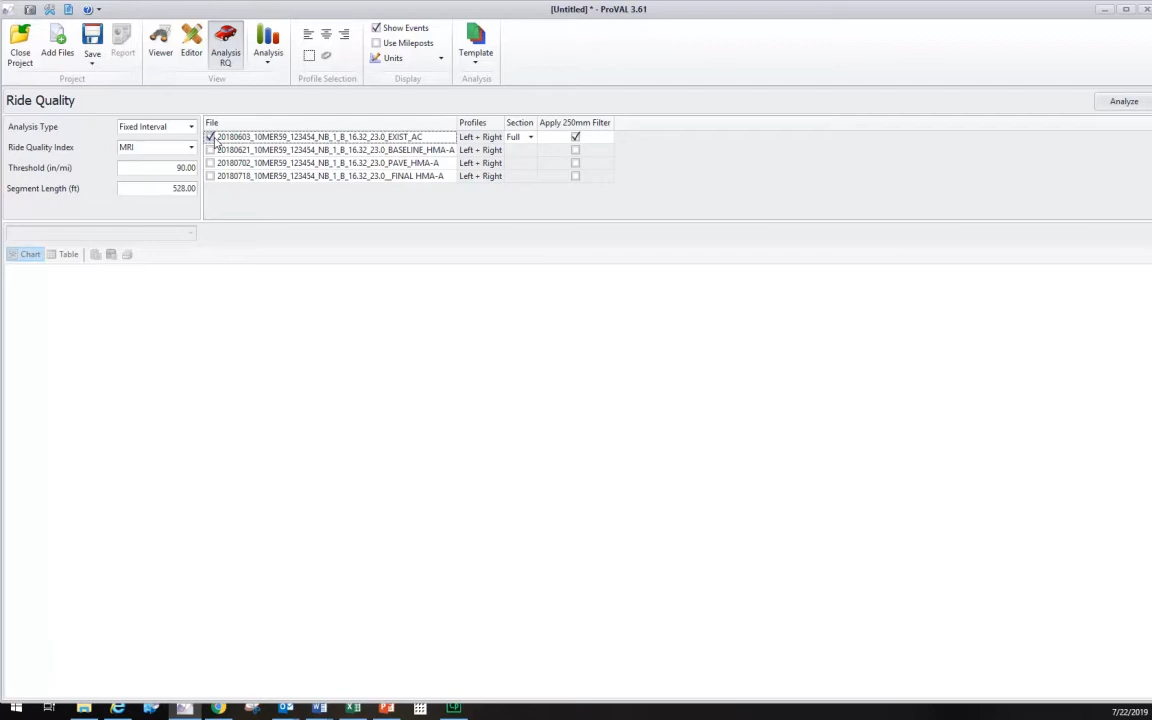 [Untitled] * - ProVAL 3.61
Close Project
Add Files
Save
Report
Viewer
Editor
Analysis RQ
Analysis
Show Events
Use Mileposts
Units
Template
Project
View
Profile Selection
Display
Analysis
Ride Quality
Analyze
Analysis Type Fixed Interval
Ride Quality Index MRI
Threshold (in/mi) 90.00
Segment Length (ft) 528.00
File Profiles Section Apply 250mm Filter
20180603_10MER59_123454_NB_1_B_16.32_23.0_EXIST_AC Left + Right Full
20180621_10MER59_123454_NB_1_B_16.32_23.0_BASELINE_HMA-A Left + Right
20180702_10MER59_123454_NB_1_B_16.32_23.0_PAVE_HMA-A Left + Right
20180718_10MER59_123454_NB_1_B_16.32_23.0__FINAL HMA-A Left + Right
Chart Table
7/22/2019